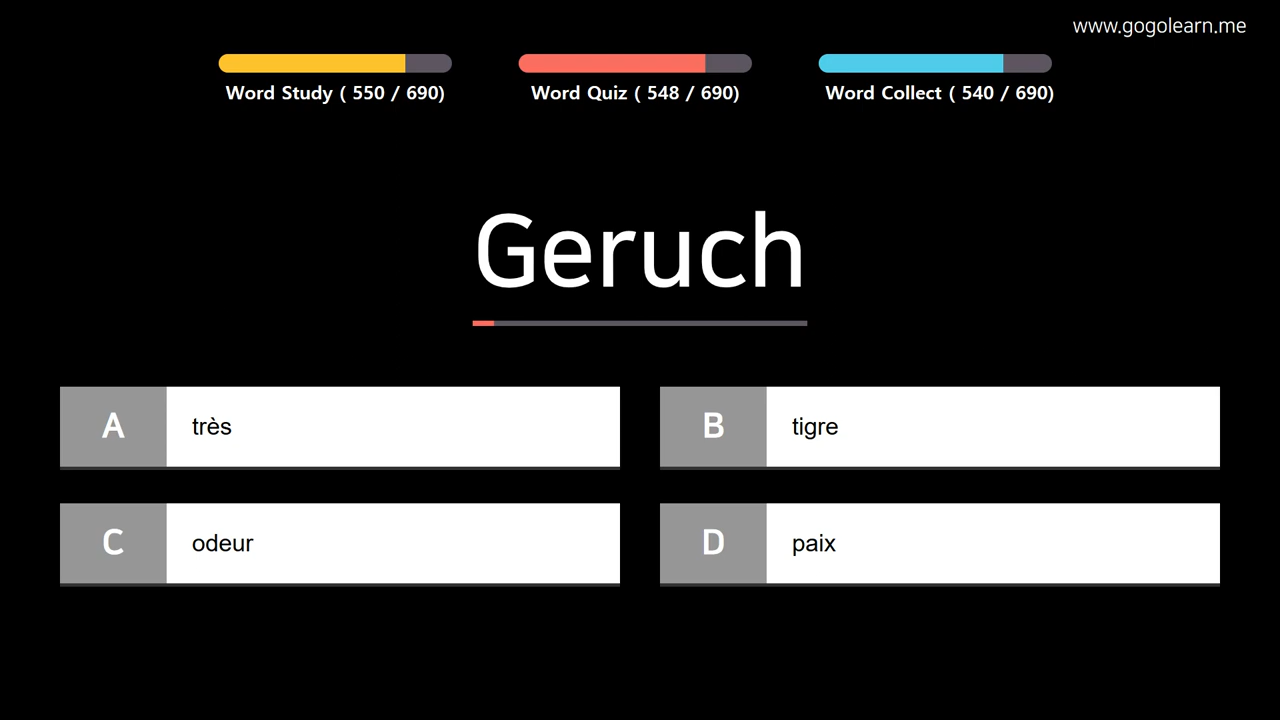 www.gogolearn.me
Word Study ( 550 / 690)
Word Quiz ( 548 / 690)
Word Collect ( 540 / 690)
Geruch
A très
B tigre
C odeur
D paix